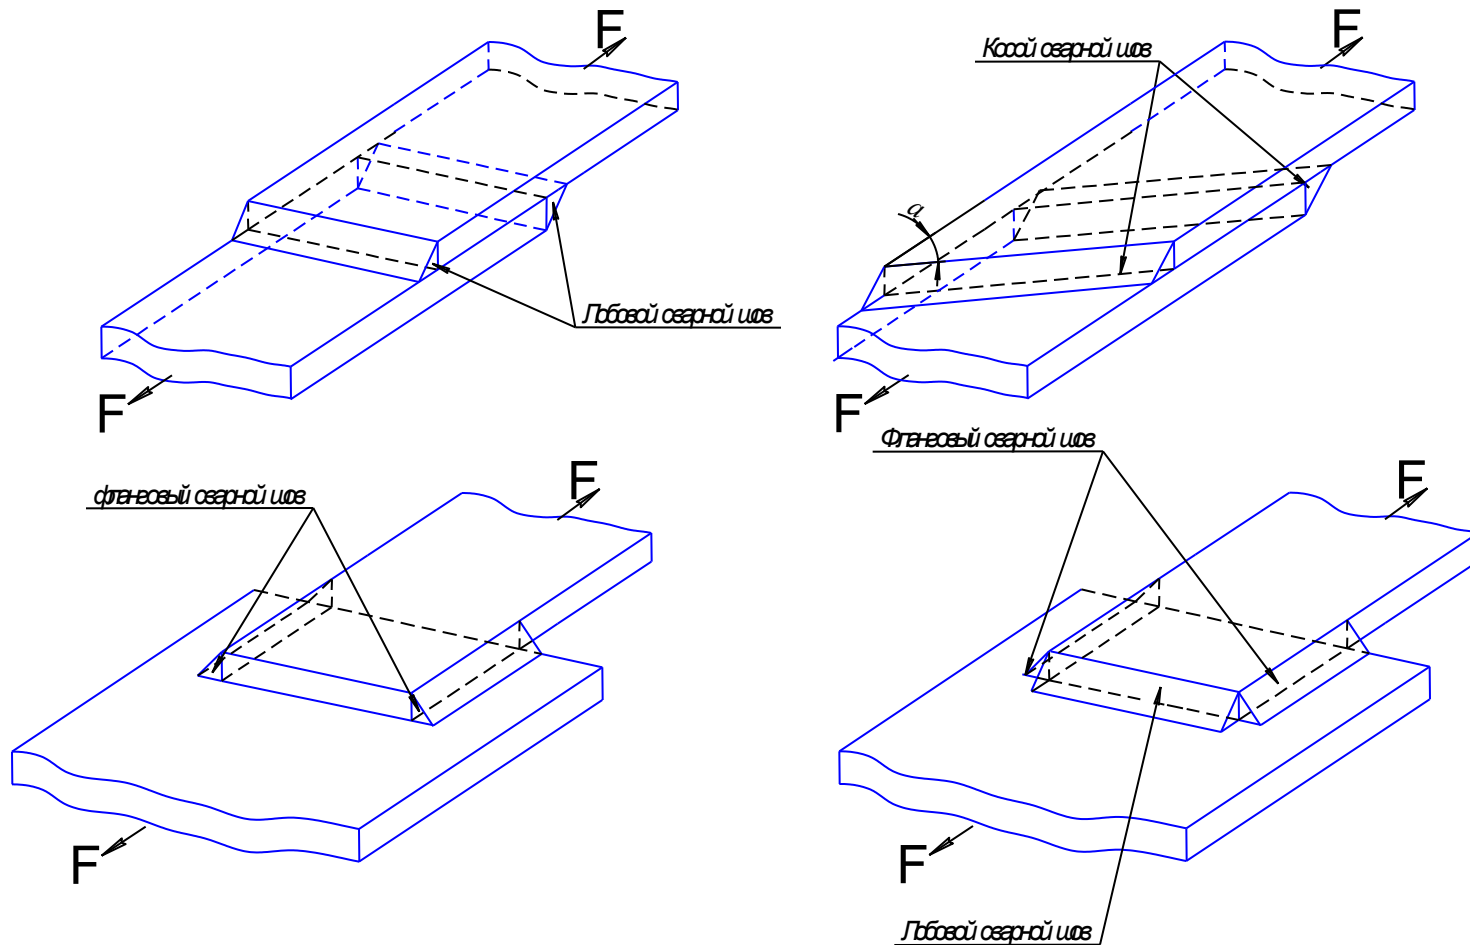 F
F
Косой сварной шов
α
Лобовой сварной шов
F
F
Фланговый сварной шов
фланговый сварной шов
F
F
F
F
Лобовой сварной шов